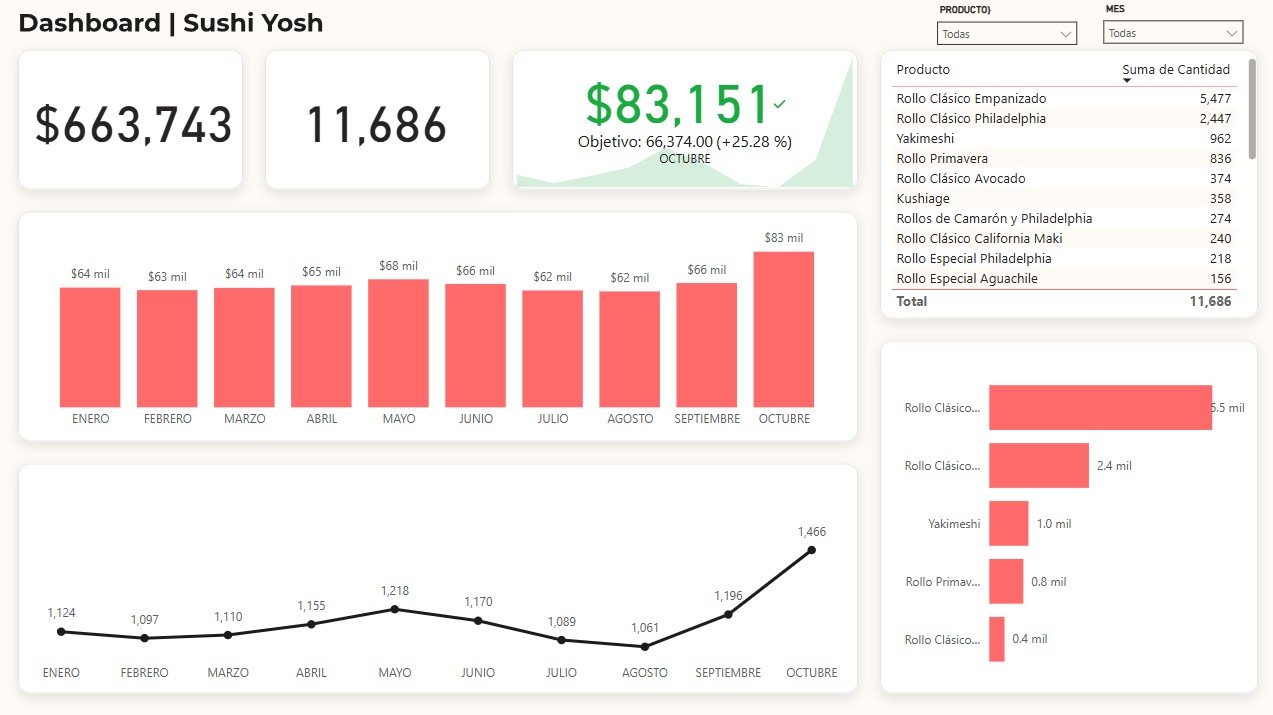 Dashboard | Sushi Yosh
PRODUCTO}
Todas
MES
Todas
$663,743
11,686
$83,151
Objetivo: 66,374.00 (+25.28 %)
OCTUBRE
Producto Suma de Cantidad
Rollo Clásico Empanizado 5,477
Rollo Clásico Philadelphia 2,447
Yakimeshi 962
Rollo Primavera 836
Rollo Clásico Avocado 374
Kushiage 358
Rollos de Camarón y Philadelphia 274
Rollo Clásico California Maki 240
Rollo Especial Philadelphia 218
Rollo Especial Aguachile 156
Total 11,686
$64 mil $63 mil $64 mil $65 mil $68 mil $66 mil $62 mil $62 mil $66 mil $83 mil
ENERO FEBRERO MARZO ABRIL MAYO JUNIO JULIO AGOSTO SEPTIEMBRE OCTUBRE
1,124 1,097 1,110 1,155 1,218 1,170 1,089 1,061 1,196 1,466
ENERO FEBRERO MARZO ABRIL MAYO JUNIO JULIO AGOSTO SEPTIEMBRE OCTUBRE
Rollo Clásico... 5.5 mil
Rollo Clásico... 2.4 mil
Yakimeshi 1.0 mil
Rollo Primav... 0.8 mil
Rollo Clásico... 0.4 mil